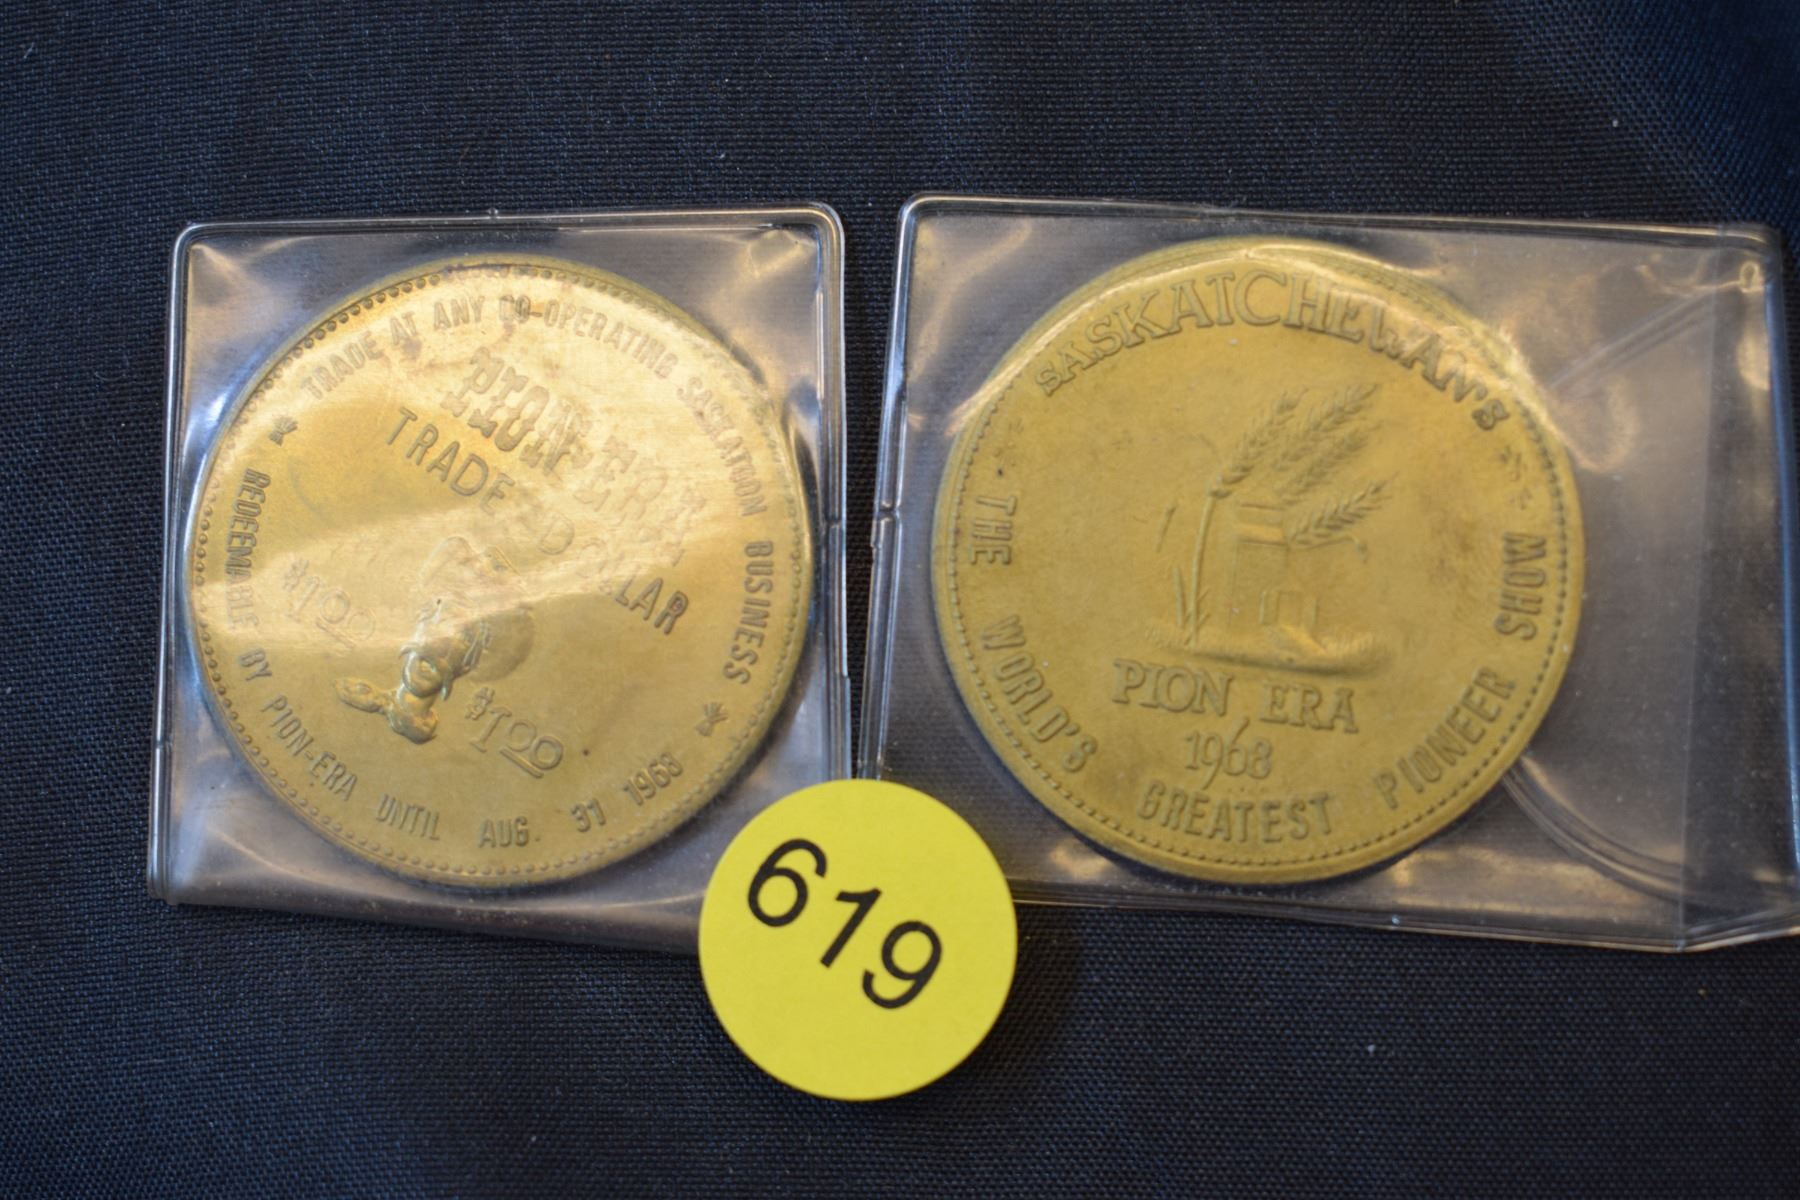 TRADE AT ANY CO-OPERATING SASKATOON BUSINESS
PION-ERA
TRADE DOLLAR
$1.00
$1.00
REDEEMABLE BY PION-ERA UNTIL AUG. 31 1968
SASKATCHEWAN'S
PION ERA
1968
THE WORLD'S GREATEST PIONEER SHOW
619